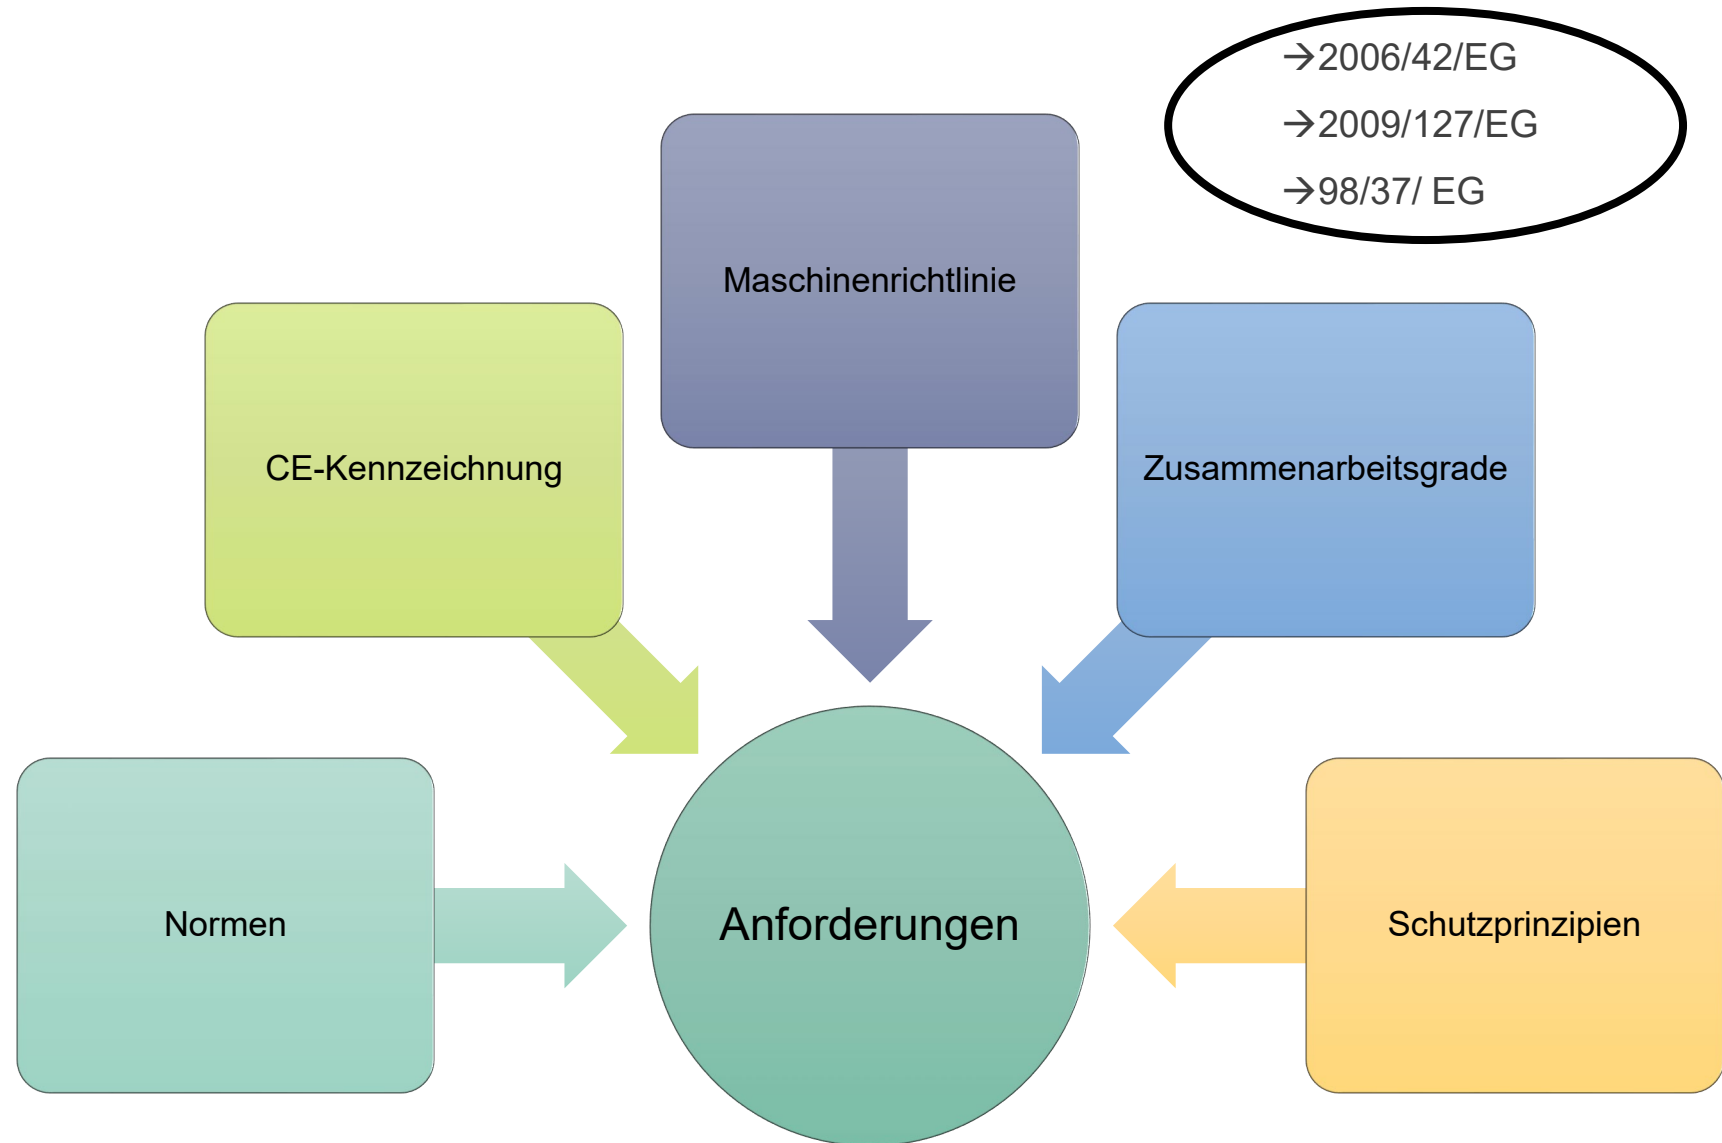 →2006/42/EG
→2009/127/EG
→98/37/ EG
Maschinenrichtlinie
CE-Kennzeichnung
Zusammenarbeitsgrade
Normen
Anforderungen
Schutzprinzipien